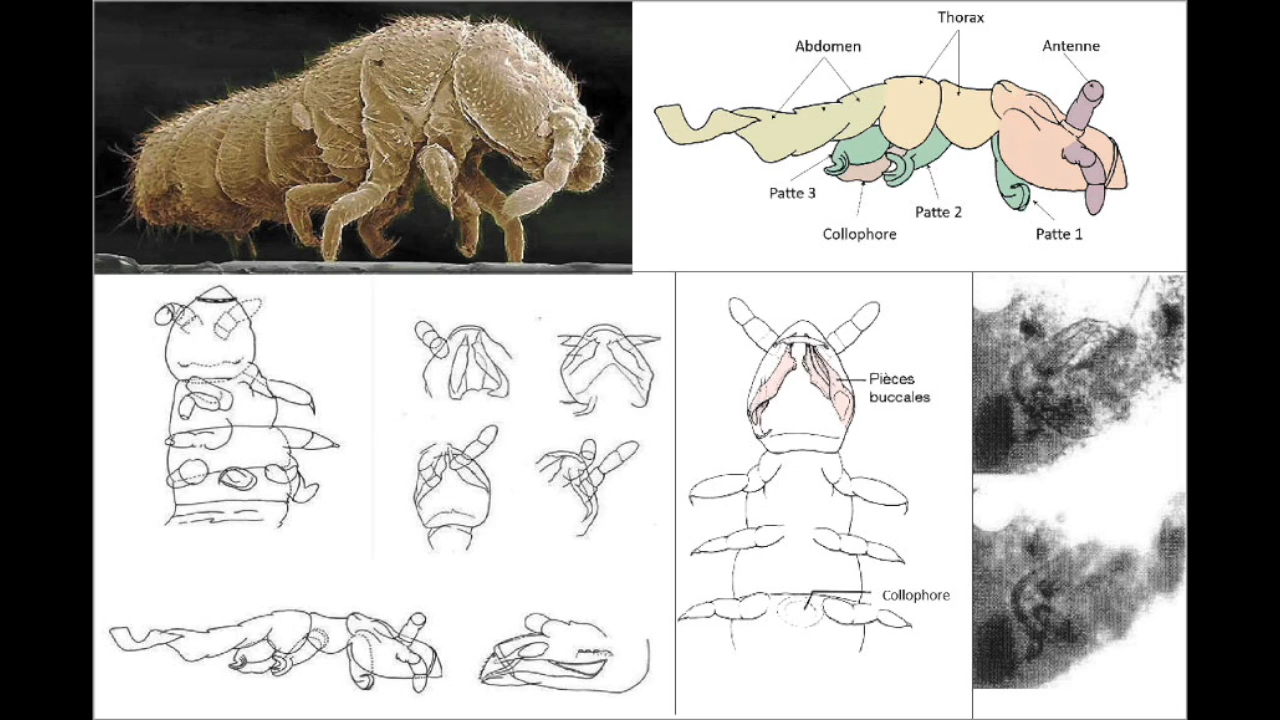 Thorax
Abdomen
Antenne
Patte 3
Patte 2
Collophore
Patte 1
Pièces
buccales
Collophore